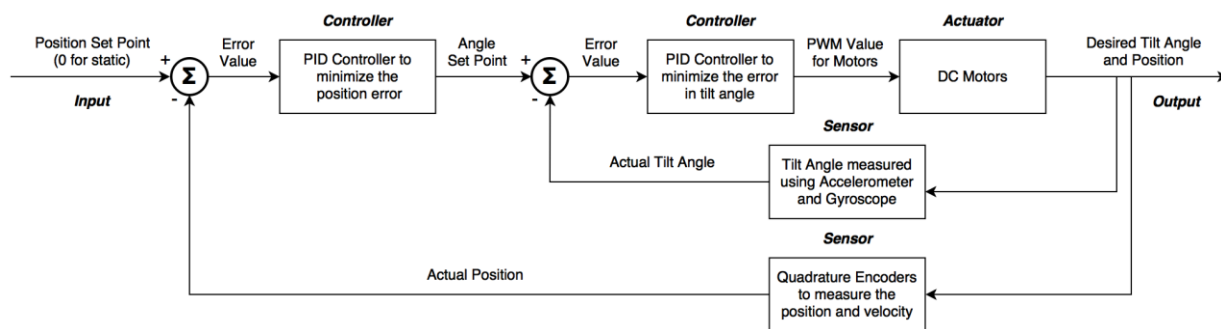 Controller
Controller
Actuator
Position Set Point
(0 for static)
+
Σ
-
Input
Error
Value
PID Controller to
minimize the
position error
Angle
Set Point
+
Σ
-
Error
Value
PID Controller to
minimize the error
in tilt angle
PWM Value
for Motors
DC Motors
Desired Tilt Angle
and Position
Output
Sensor
Actual Tilt Angle
Tilt Angle measured
using Accelerometer
and Gyroscope
Sensor
Actual Position
Quadrature Encoders
to measure the
position and velocity